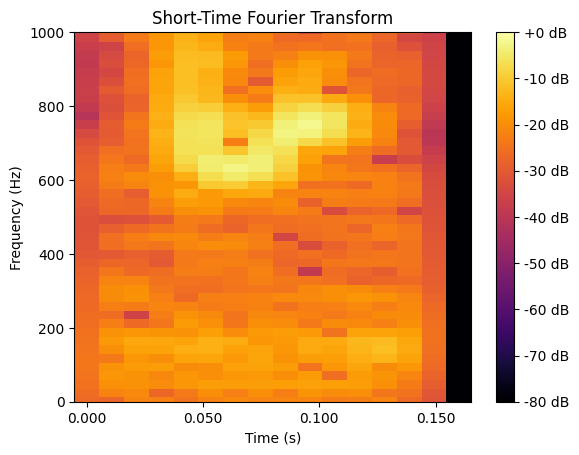 Short-Time Fourier Transform
1000
800
600
400
200
0
Frequency (Hz)
0.000
0.050
0.100
0.150
Time (s)
+0 dB
-10 dB
-20 dB
-30 dB
-40 dB
-50 dB
-60 dB
-70 dB
-80 dB